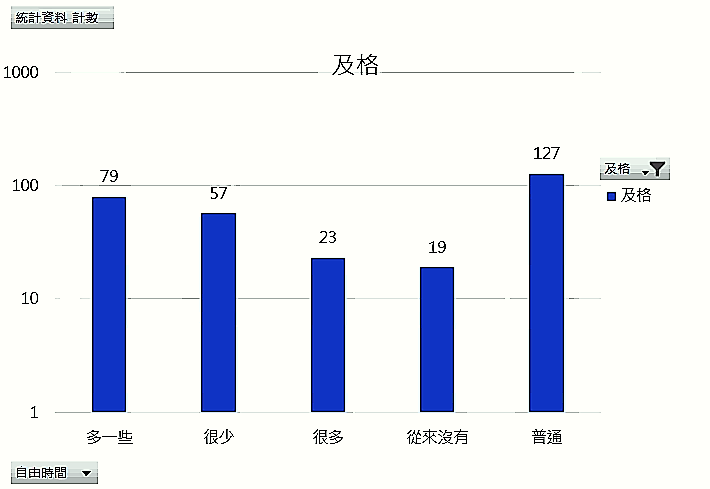 統計資料 計數
及格
1000
100
10
1
79
57
23
19
127
及格
及格
多一些
很少
很多
從來沒有
普通
自由時間